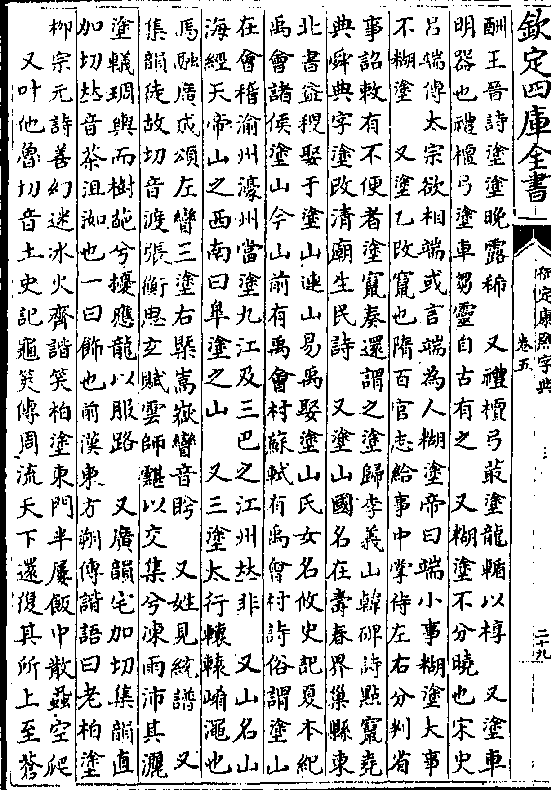 欽定四庫全書
御定康熙字典
卷五
二十九
酬王晉詩塗塗晚露稀　又禮檀弓菆塗龍輴以椁　又塗車
明器也禮檀弓塗車芻靈自古有之　又糊塗不分曉也宋史
呂端傳太宗欲相端或言端為人糊塗帝曰端小事糊塗大事
不糊塗　又塗乙改竄也隋百官志給事中掌侍左右分判省
事詔敕有不便者塗竄奏還謂之塗歸李義山韓碑詩點竄堯
典舜典字塗改清廟生民詩　又塗山國名在壽春界巢縣東
北書益稷娶于塗山連山易禹娶塗山氏女名攸史記夏本紀
禹會諸侯塗山今山前有禹會村蘇軾有禹會村詩俗謂塗山
在會稽渝州濠州當塗九江及三巴之江州𠀤非　又山名山
海經天帝山之西南曰皐塗之山　又三塗太行轘轅崤澠也
馬融廣成頌左矕三塗右槩嵩嶽矕音盻　又姓見統譜　又
集韻徒故切音渡張衡思玄賦雲師䨴以交集兮涷雨沛其灑
塗轙琱輿而樹葩兮擾應龍以服路　又廣韻宅加切集韻直
加切𠀤音茶沮洳也一曰飾也前漢東方朔傳諧語曰老柏塗
柳宗元詩善幻迷冰火齊諧笑柏塗東門半屢飯中散蝨空爬
又叶他魯切音土史記龜筴傳周流天下還復其所上至蒼